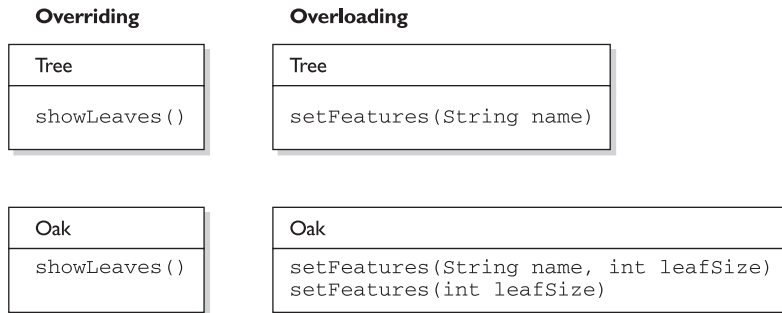 Overriding
Overloading
Tree
showLeaves()
Tree
setFeatures(String name)
Oak
showLeaves()
Oak
setFeatures(String name, int leafSize)
setFeatures(int leafSize)